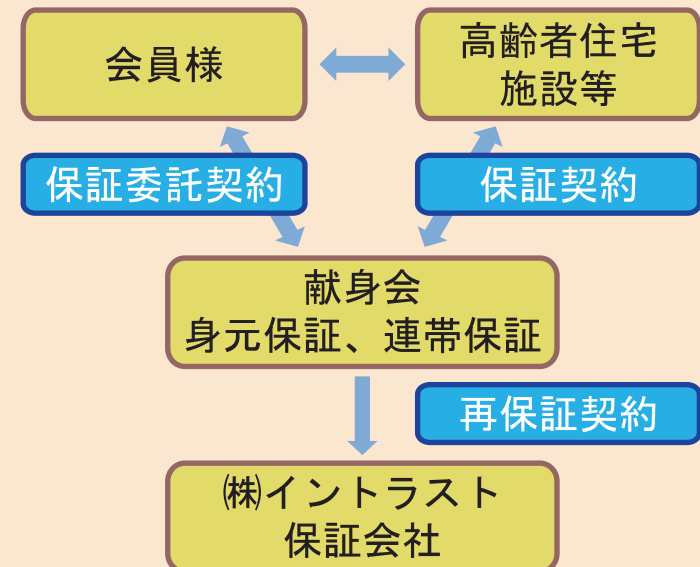 会員様
高齢者住宅
施設等
保証委託契約
保証契約
献身会
身元保証、連帯保証
再保証契約
㈱イントラスト
保証会社